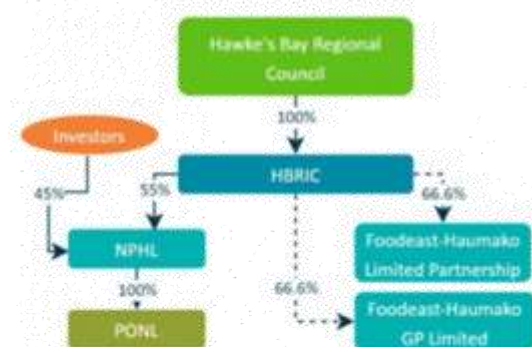 Hawke's Bay Regional
Council
100%
Investors
HBRIC
45%
55%
66.6%
NPHL
Foodeast-Haumako
Limited Partnership
100%
66.6%
PONL
Foodeast-Haumako
GP Limited